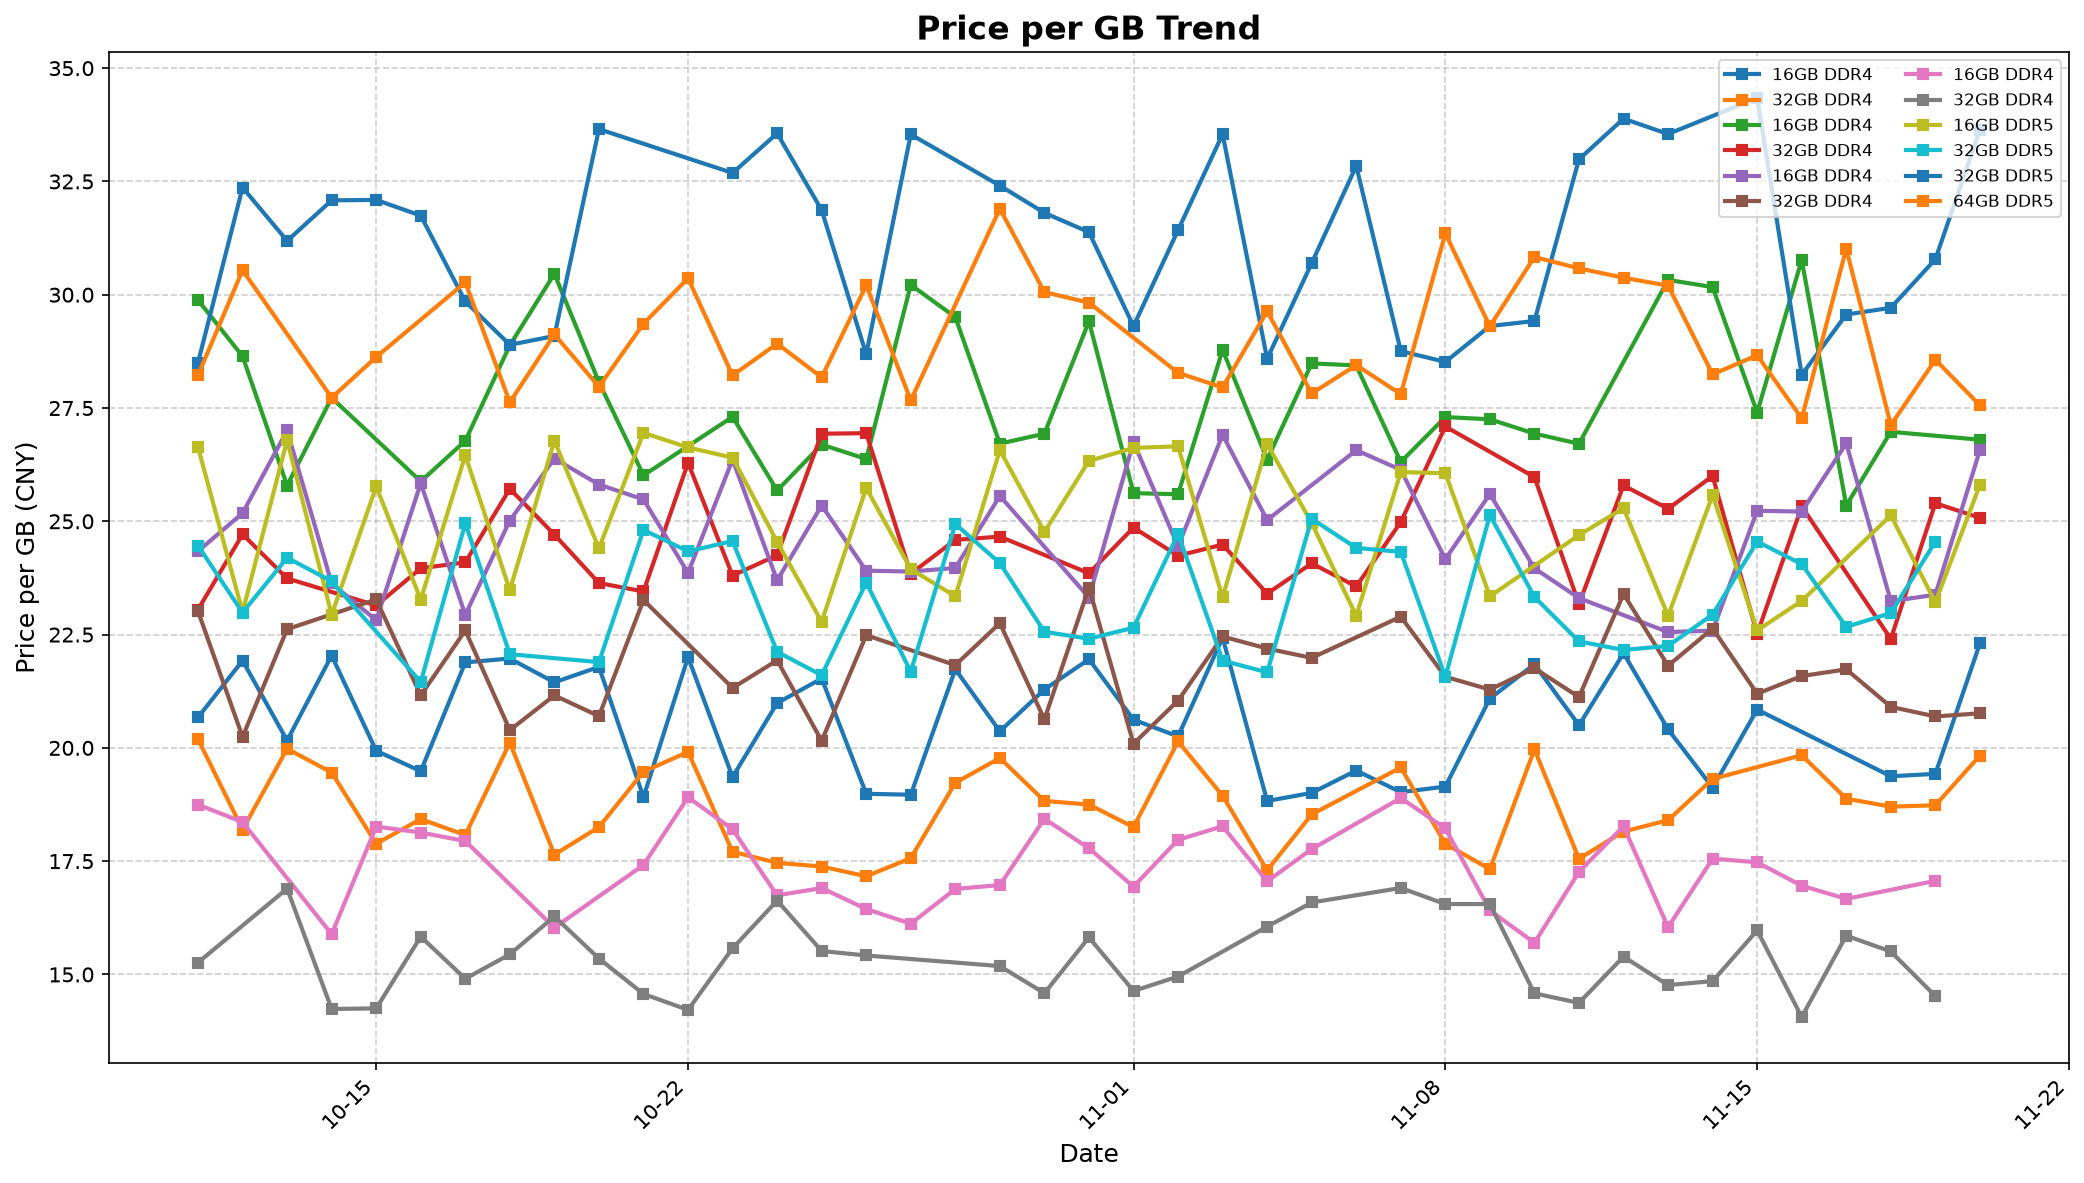 Price per GB Trend
35.0
32.5
30.0
27.5
25.0
22.5
20.0
17.5
15.0
Price per GB (CNY)
16GB DDR4
32GB DDR4
16GB DDR4
32GB DDR4
16GB DDR4
32GB DDR4
16GB DDR4
32GB DDR4
16GB DDR5
32GB DDR5
32GB DDR5
64GB DDR5
10-15
10-22
11-01
11-08
11-15
11-22
Date